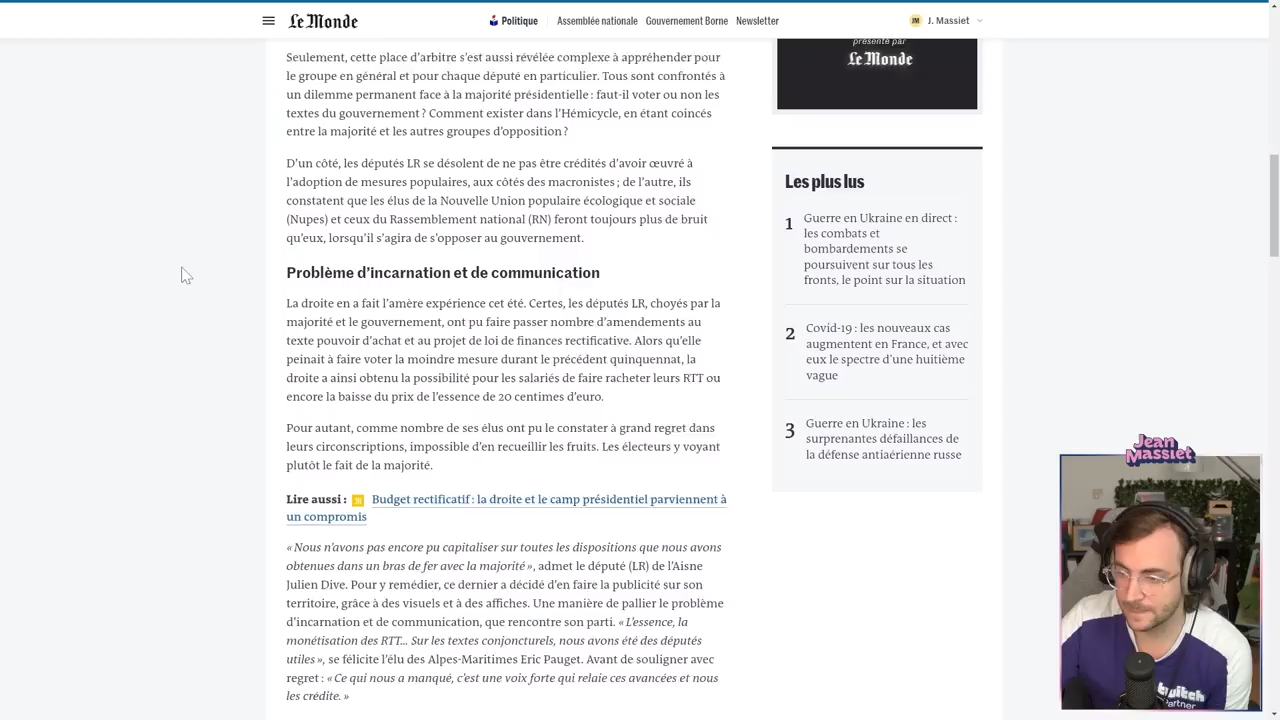 Le Monde
Politique
Assemblée nationale
Gouvernement Borne
Newsletter
JM
J. Massiet
Seulement, cette place d’arbitre s’est aussi révélée complexe à appréhender pour
le groupe en général et pour chaque député en particulier. Tous sont confrontés à
un dilemme permanent face à la majorité présidentielle : faut-il voter ou non les
textes du gouvernement ? Comment exister dans l’Hémicycle, en étant coincés
entre la majorité et les autres groupes d’opposition ?
D’un côté, les députés LR se désolent de ne pas être crédités d’avoir œuvré à
l’adoption de mesures populaires, aux côtés des macronistes ; de l’autre, ils
constatent que les élus de la Nouvelle Union populaire écologique et sociale
(Nupes) et ceux du Rassemblement national (RN) feront toujours plus de bruit
qu’eux, lorsqu’il s’agira de s’opposer au gouvernement.
Problème d’incarnation et de communication
La droite en a fait l’amère expérience cet été. Certes, les députés LR, choyés par la
majorité et le gouvernement, ont pu faire passer nombre d’amendements au
texte pouvoir d’achat et au projet de loi de finances rectificative. Alors qu’elle
peinait à faire voter la moindre mesure durant le précédent quinquennat, la
droite a ainsi obtenu la possibilité pour les salariés de faire racheter leurs RTT ou
encore la baisse du prix de l’essence de 20 centimes d’euro.
Pour autant, comme nombre de ses élus ont pu le constater à grand regret dans
leurs circonscriptions, impossible d’en recueillir les fruits. Les électeurs y voyant
plutôt le fait de la majorité.
Lire aussi : Budget rectificatif : la droite et le camp présidentiel parviennent à
un compromis
« Nous n’avons pas encore pu capitaliser sur toutes les dispositions que nous avons
obtenues dans un bras de fer avec la majorité », admet le député (LR) de l’Aisne
Julien Dive. Pour y remédier, ce dernier a décidé d’en faire la publicité sur son
territoire, grâce à des visuels et à des affiches. Une manière de pallier le problème
d’incarnation et de communication, que rencontre son parti. « L’essence, la
monétisation des RTT... Sur les textes conjoncturels, nous avons été des députés
utiles », se félicite l’élu des Alpes-Maritimes Eric Pauget. Avant de souligner avec
regret : « Ce qui nous a manqué, c’est une voix forte qui relaie ces avancées et nous
les crédite. »
présenté par
Le Monde
Les plus lus
1 Guerre en Ukraine en direct :
les combats et
bombardements se
poursuivent sur tous les
fronts, le point sur la situation
2 Covid-19 : les nouveaux cas
augmentent en France, et avec
eux le spectre d’une huitième
vague
3 Guerre en Ukraine : les
surprenantes défaillances de
la défense antiaérienne russe
Jean
Massiet
twitch
Partner